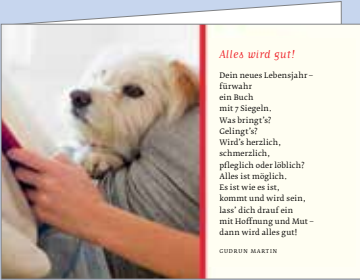 Alles wird gut!
Dein neues Lebensjahr –
fürwahr
ein Buch
mit 7 Siegeln.
Was bringt's?
Gelingt's?
Wird's herzlich,
schmerzlich,
pfleglich oder löblich?
Alles ist möglich.
Es ist wie es ist,
kommt und wird sein,
lass' dich drauf ein
mit Hoffnung und Mut –
dann wird alles gut!
GUDRUN MARTIN